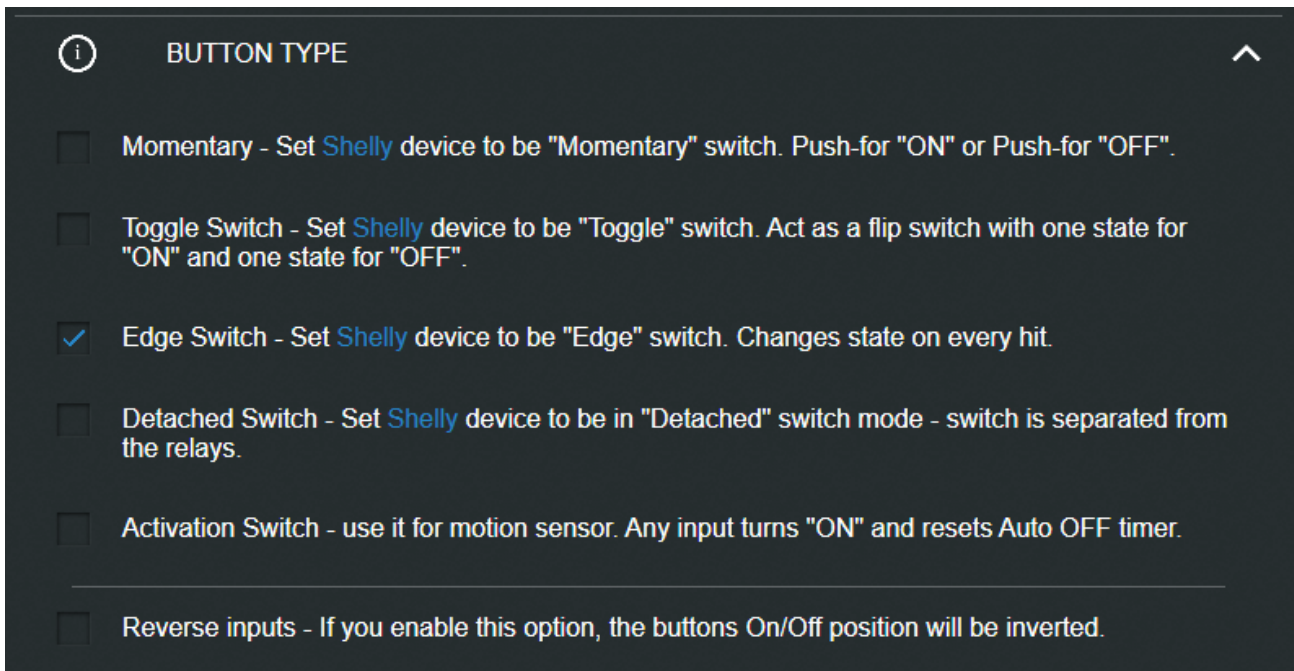 BUTTON TYPE
Momentary - Set Shelly device to be "Momentary" switch. Push-for "ON" or Push-for "OFF".
Toggle Switch - Set Shelly device to be "Toggle" switch. Act as a flip switch with one state for
"ON" and one state for "OFF".
Edge Switch - Set Shelly device to be "Edge" switch. Changes state on every hit.
Detached Switch - Set Shelly device to be in "Detached" switch mode - switch is separated from
the relays.
Activation Switch - use it for motion sensor. Any input turns "ON" and resets Auto OFF timer.
Reverse inputs - If you enable this option, the buttons On/Off position will be inverted.